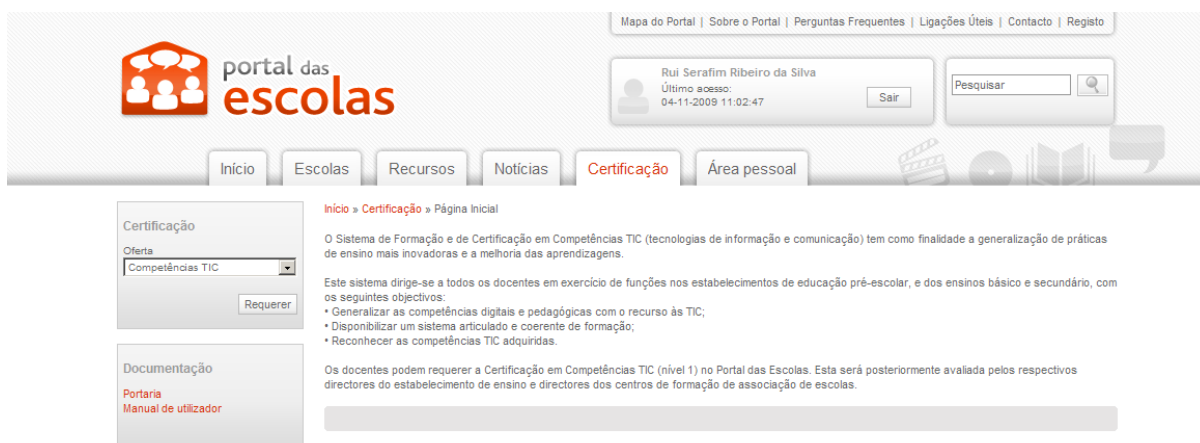 Mapa do Portal | Sobre o Portal | Perguntas Frequentes | Ligações Úteis | Contacto | Registo
portal das
escolas
Rui Serafim Ribeiro da Silva
Último acesso:
04-11-2009 11:02:47
Sair
Pesquisar
Início
Escolas
Recursos
Notícias
Certificação
Área pessoal
Certificação
Oferta
Competências TIC
Requerer
Documentação
Portaria
Manual de utilizador
Início » Certificação » Página Inicial
O Sistema de Formação e de Certificação em Competências TIC (tecnologias de informação e comunicação) tem como finalidade a generalização de práticas
de ensino mais inovadoras e a melhoria das aprendizagens.
Este sistema dirige-se a todos os docentes em exercício de funções nos estabelecimentos de educação pré-escolar, e dos ensinos básico e secundário, com
os seguintes objectivos:
• Generalizar as competências digitais e pedagógicas com o recurso às TIC;
• Disponibilizar um sistema articulado e coerente de formação;
• Reconhecer as competências TIC adquiridas.
Os docentes podem requerer a Certificação em Competências TIC (nível 1) no Portal das Escolas. Esta será posteriormente avaliada pelos respectivos
directores do estabelecimento de ensino e directores dos centros de formação de associação de escolas.